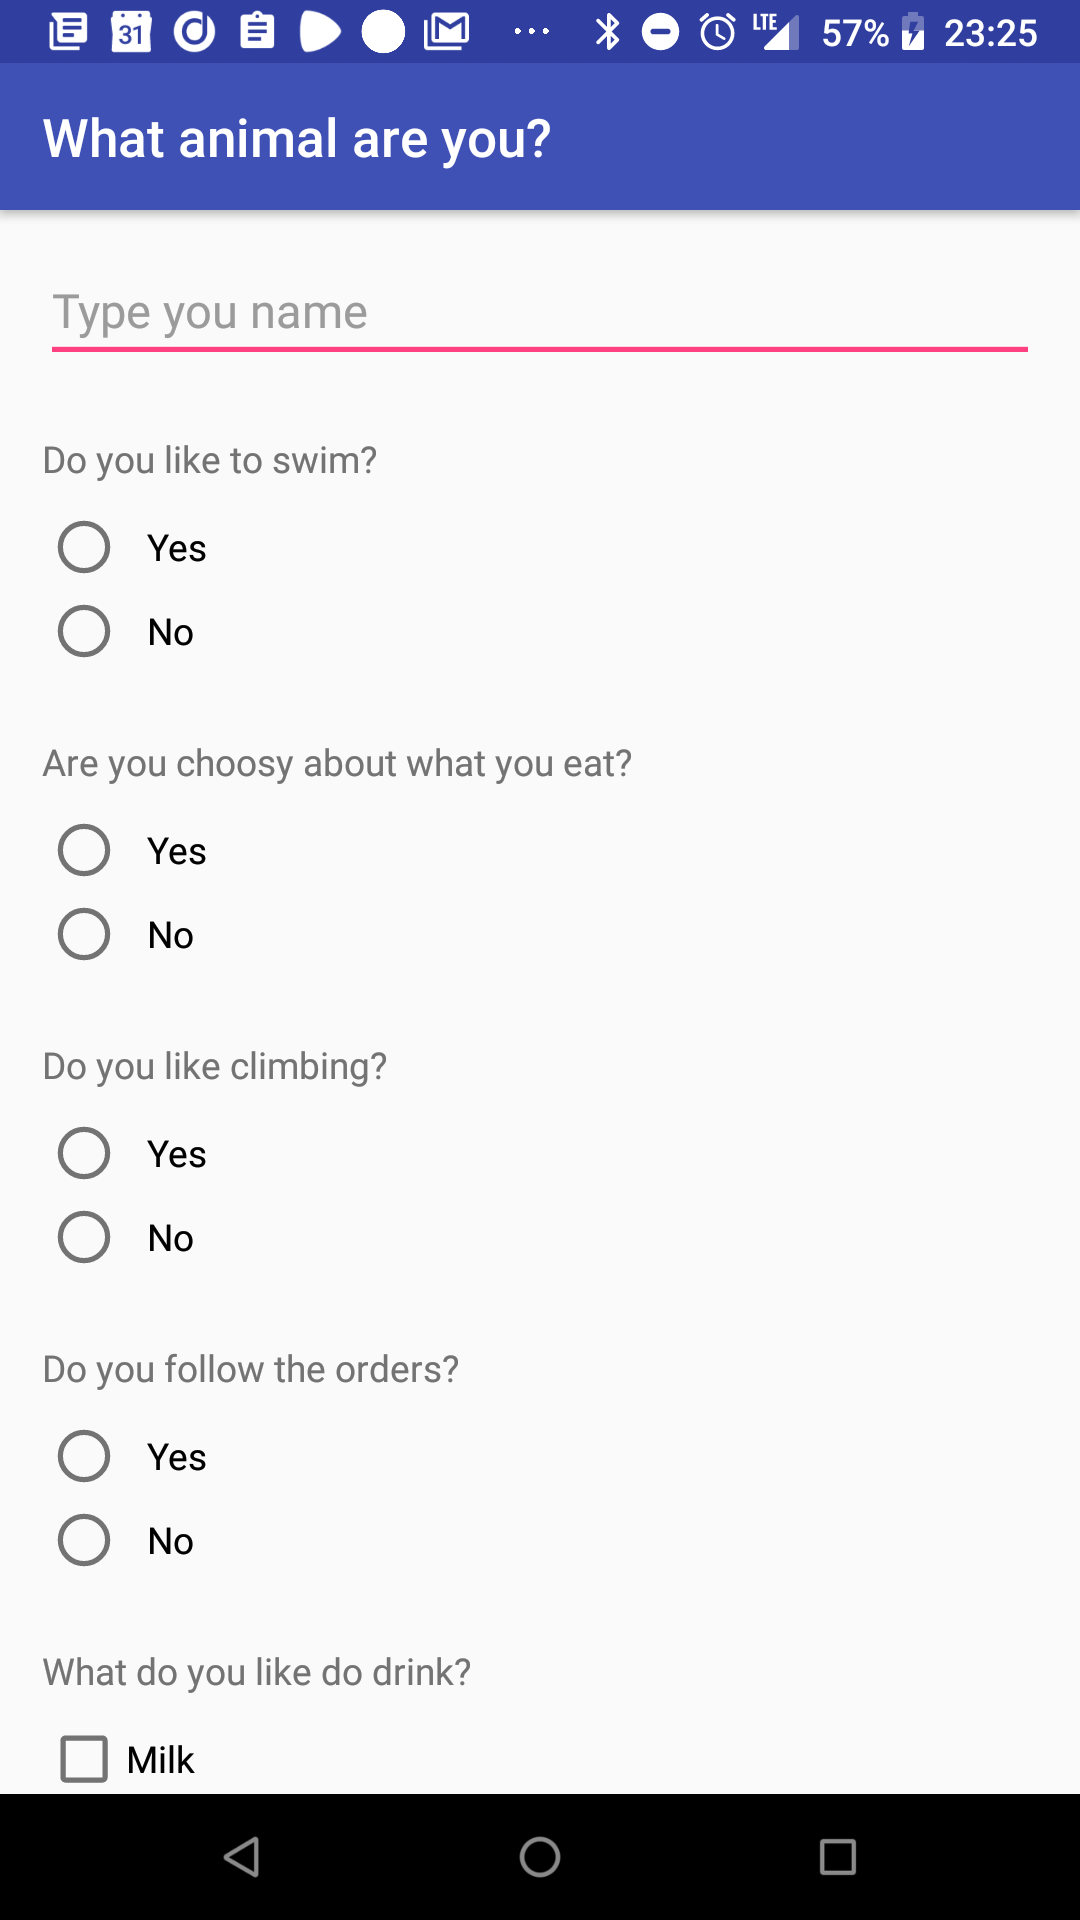 31 LTE 57% 23:25
What animal are you?
Type you name
Do you like to swim?
Yes
No
Are you choosy about what you eat?
Yes
No
Do you like climbing?
Yes
No
Do you follow the orders?
Yes
No
What do you like do drink?
Milk